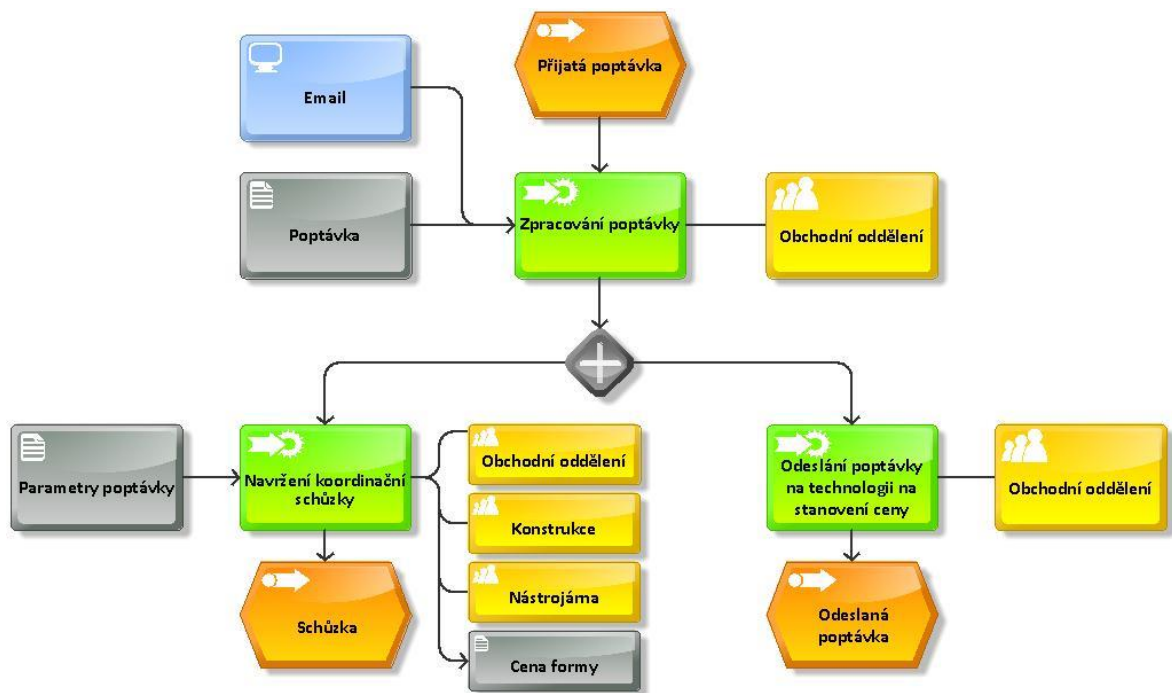 Přijatá poptávka
Email
Poptávka
Zpracování poptávky
Obchodní oddělení
Parametry poptávky
Navržení koordinační
schůzky
Obchodní oddělení
Konstrukce
Nástrojárna
Cena formy
Schůzka
Odeslání poptávky
na technologii na
stanovení ceny
Obchodní oddělení
Odeslaná
poptávka